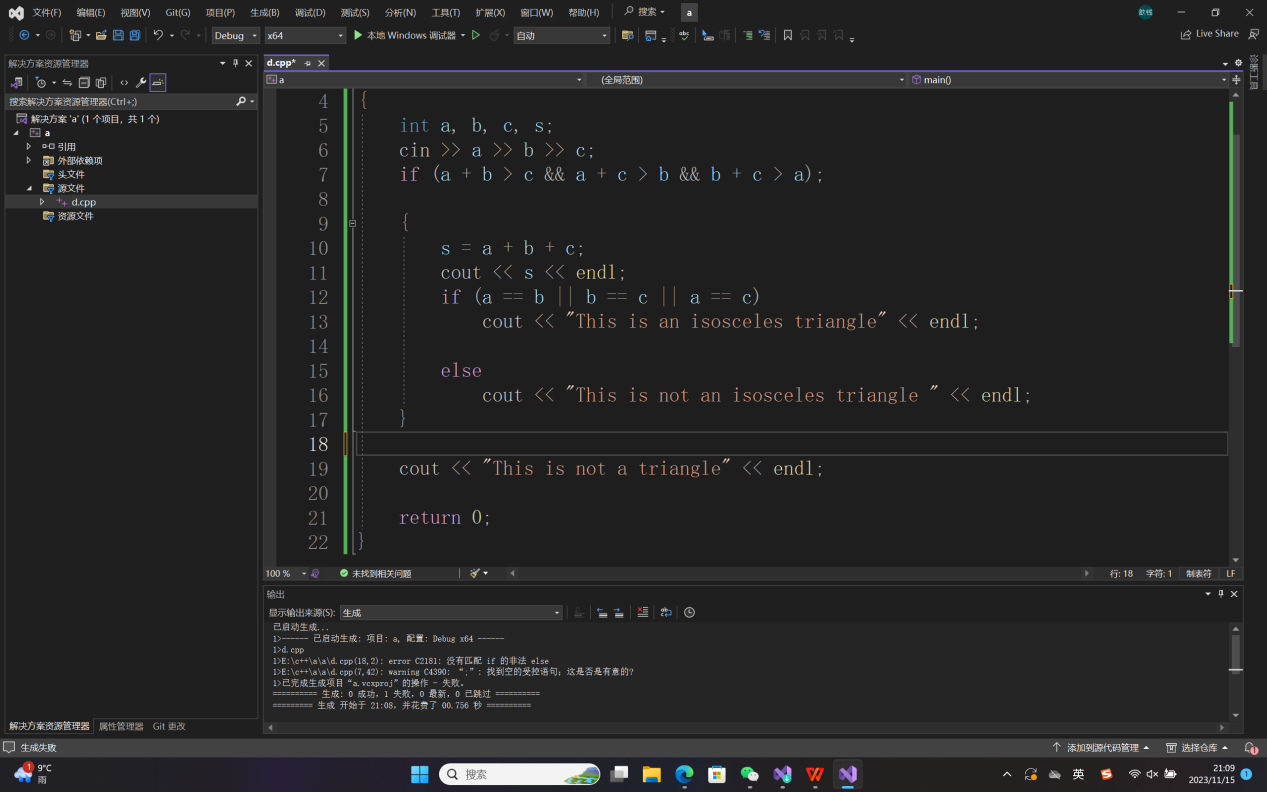 文件(F) 编辑(E) 视图(V) Git(G) 项目(P) 生成(B) 调试(D) 测试(S) 分析(N) 工具(T) 扩展(X) 窗口(W) 帮助(H) 搜索 a
Debug x64 本地 Windows 调试器 自动 Live Share
解决方案资源管理器
搜索解决方案资源管理器(Ctrl+;)
解决方案 'a' (1 个项目，共 1 个)
a
引用
外部依赖项
头文件
源文件
d.cpp
资源文件
解决方案资源管理器 属性管理器 Git 更改
d.cpp*
a (全局范围) main()
4 {
5 int a, b, c, s;
6 cin >> a >> b >> c;
7 if (a + b > c && a + c > b && b + c > a);
8
9 {
10 s = a + b + c;
11 cout << s << endl;
12 if (a == b || b == c || a == c)
13 cout << "This is an isosceles triangle" << endl;
14
15 else
16 cout << "This is not an isosceles triangle " << endl;
17 }
18
19 cout << "This is not a triangle" << endl;
20
21 return 0;
22 }
100 % 未找到相关问题 行: 18 字符: 1 制表符 LF
输出
显示输出来源(S): 生成
已启动生成...
1>------ 已启动生成: 项目: a, 配置: Debug x64 ------
1>d.cpp
1>E:\c++\a\a\d.cpp(18,2): error C2181: 没有匹配 if 的非法 else
1>E:\c++\a\a\d.cpp(7,42): warning C4390: “;”: 找到空的受控语句; 这是否是有意的?
1>已完成生成项目“a.vcxproj”的操作 - 失败。
========== 生成: 0 成功，1 失败，0 最新，0 已跳过 ==========
========= 生成 开始于 21:08，并花费了 00.756 秒 ==========
生成失败 添加到源代码管理 选择仓库 1
1 9°C
雨
搜索
英
21:09
2023/11/15
1